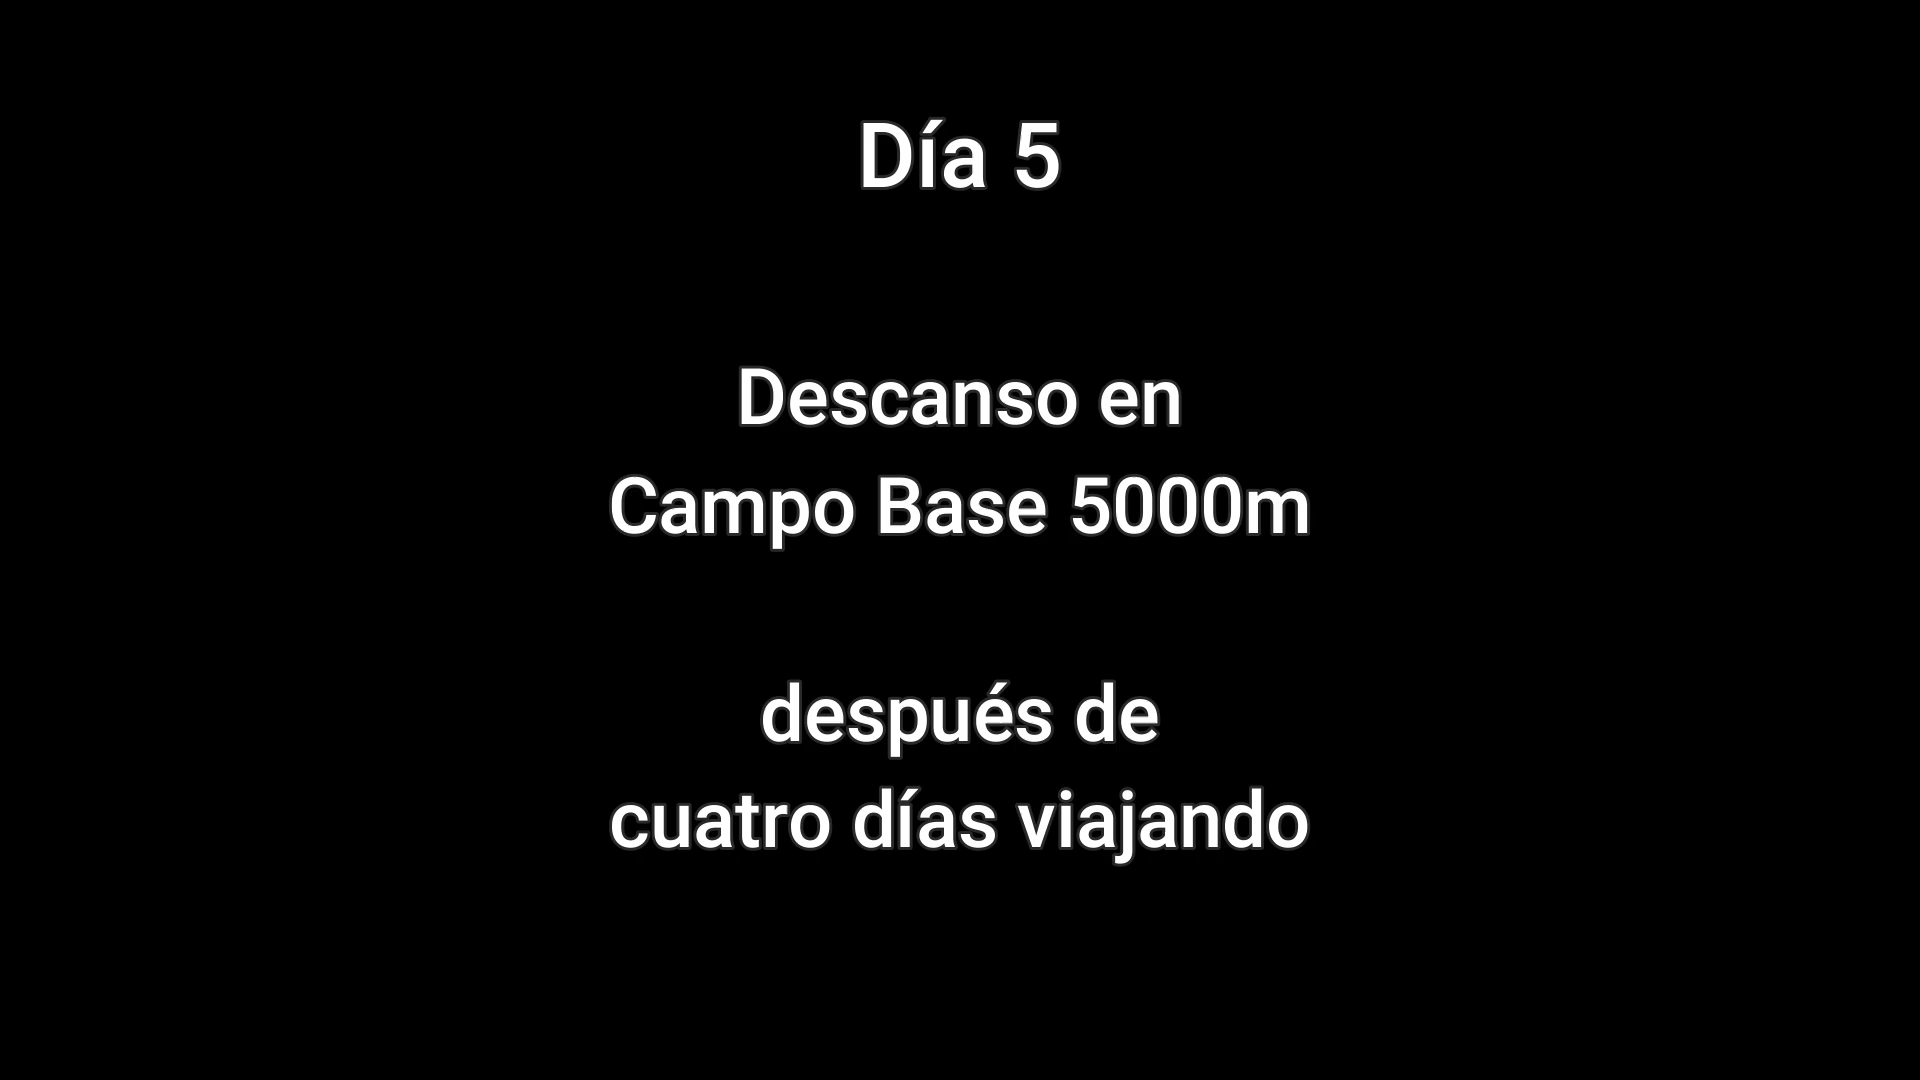 Día 5
Descanso en
Campo Base 5000m
después de
cuatro días viajando